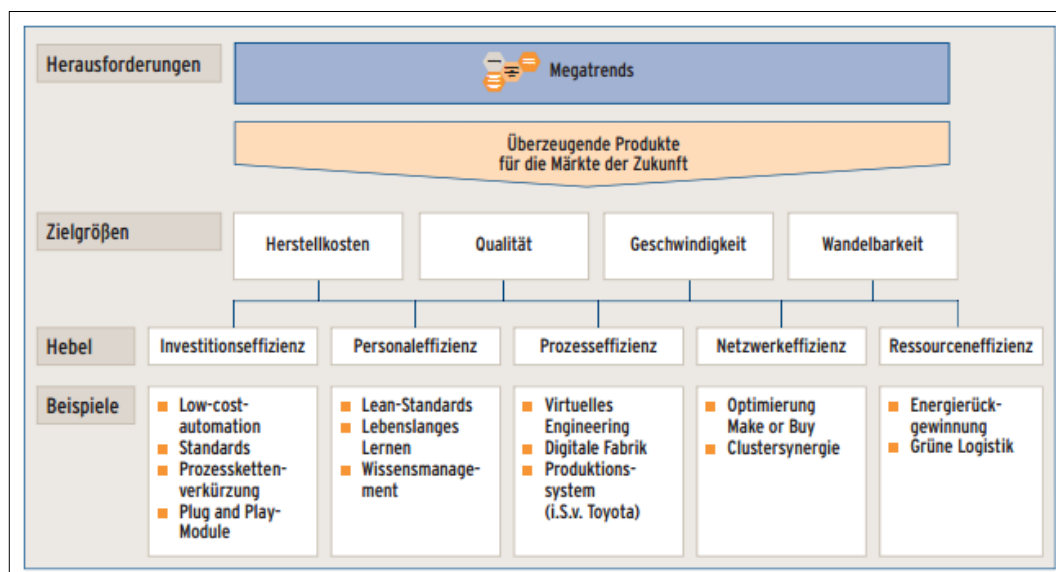 Herausforderungen
Megatrends
Überzeugende Produkte
für die Märkte der Zukunft
Zielgrößen
Herstellkosten
Qualität
Geschwindigkeit
Wandelbarkeit
Hebel
Investitionseffizienz
Personaleffizienz
Prozesseffizienz
Netzwerkeffizienz
Ressourceneffizienz
Beispiele
Low-cost-
automation
Standards
Prozessketten-
verkürzung
Plug and Play-
Module
Lean-Standards
Lebenslanges
Lernen
Wissensmanage-
ment
Virtuelles
Engineering
Digitale Fabrik
Produktions-
system
(i.S.v. Toyota)
Optimierung
Make or Buy
Clustersynergie
Energierück-
gewinnung
Grüne Logistik